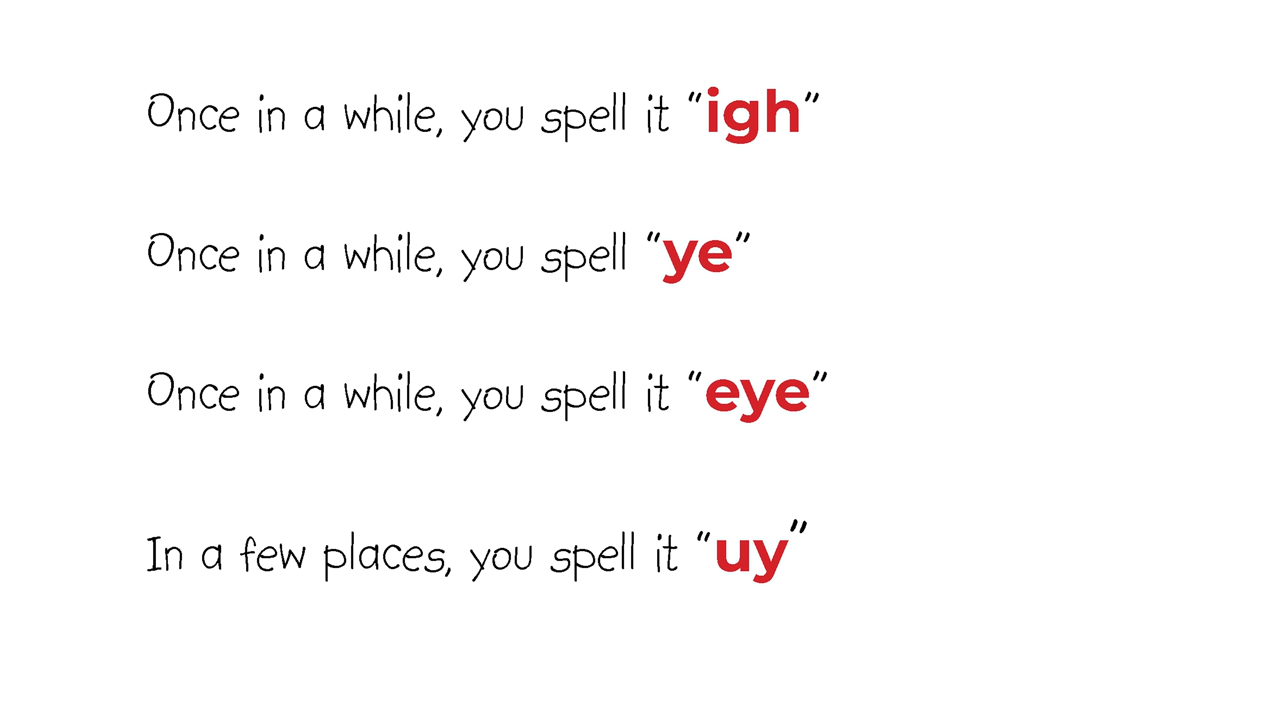 Once in a while, you spell it “igh”
Once in a while, you spell “ye”
Once in a while, you spell it “eye”
In a few places, you spell it “uy”